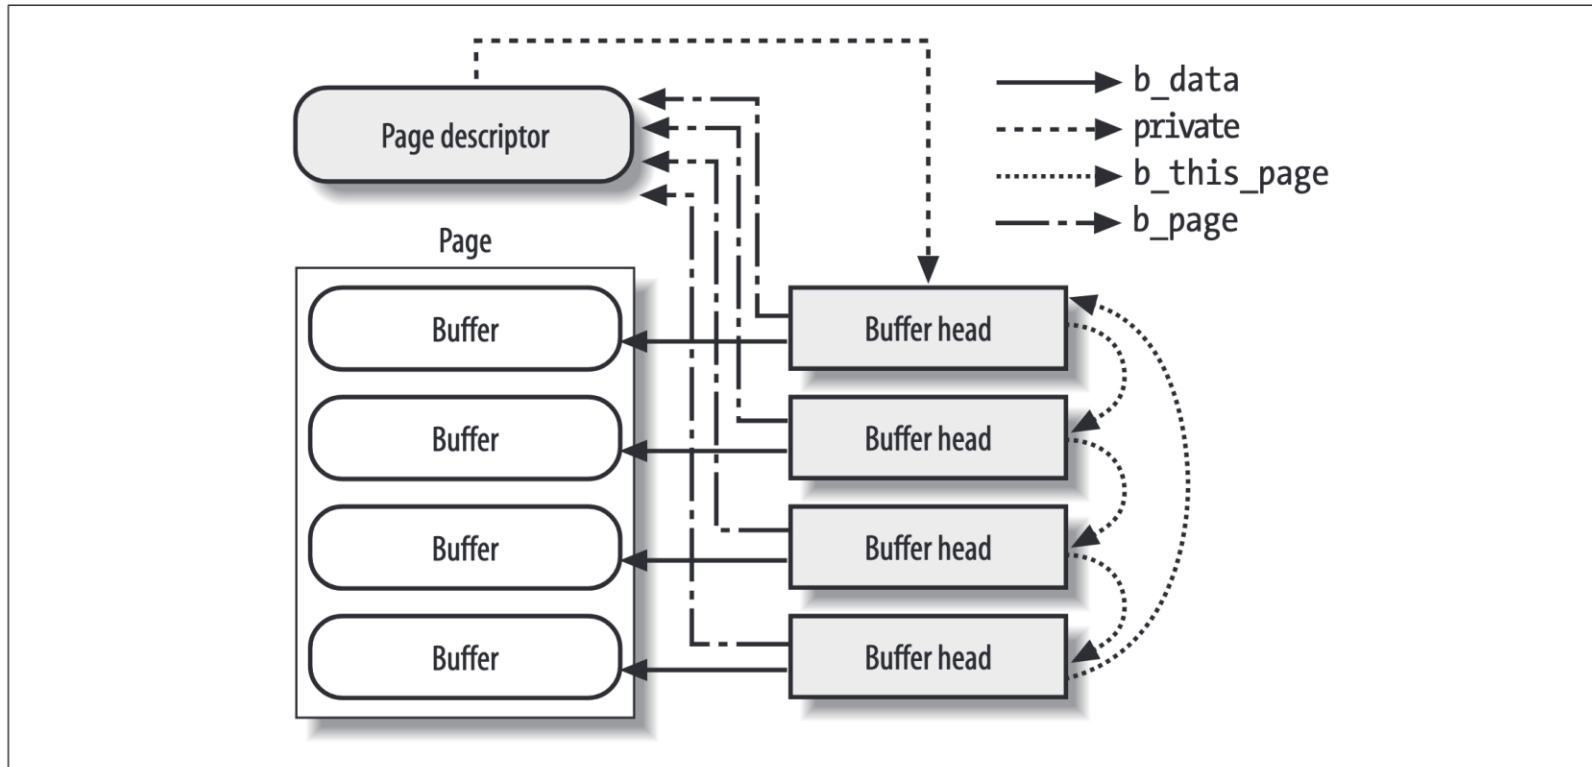 Page descriptor
b_data
private
b_this_page
b_page
Page
Buffer
Buffer head
Buffer
Buffer head
Buffer
Buffer head
Buffer
Buffer head